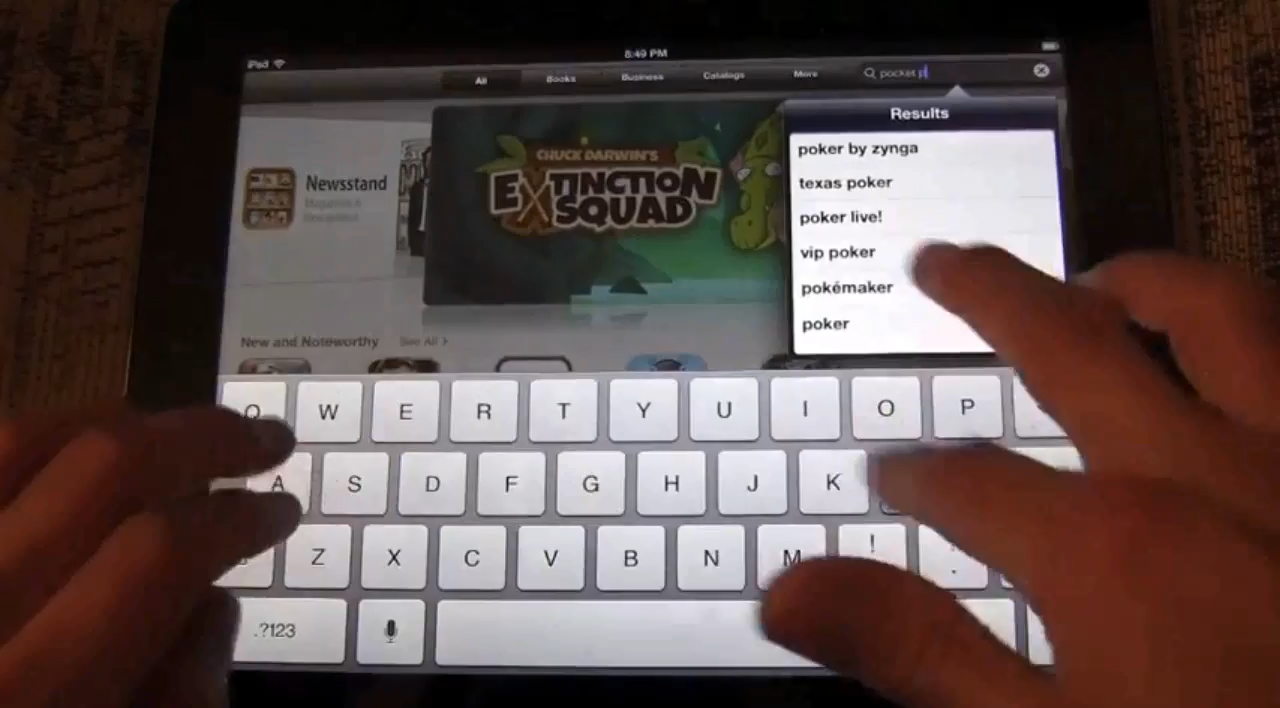 iPad 8:49 PM
All Books Business Catalogs More pocket p
Results
poker by zynga
texas poker
poker live!
vip poker
pokémaker
poker
Newsstand
CHUCK DARWIN'S
EXTINCTION
SQUAD
New and Noteworthy See All >
Q W E R T Y U I O P
A S D F G H J K
Z X C V B N M !
.?123